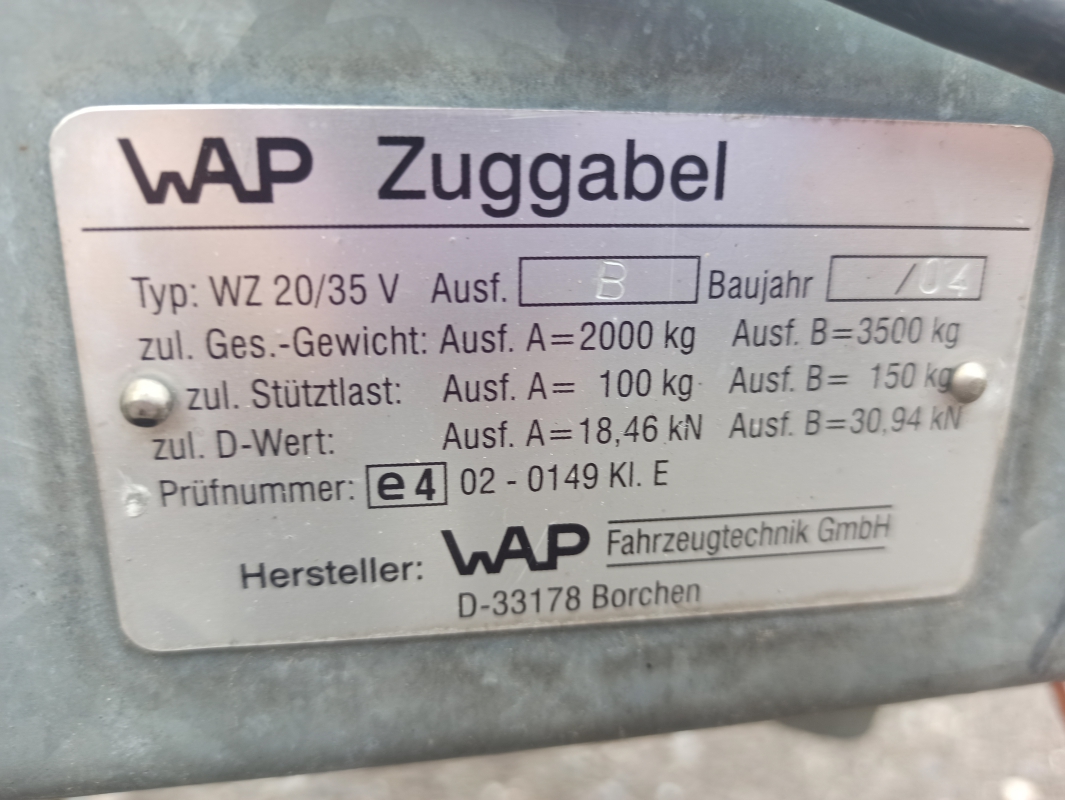 WAP Zuggabel
Typ: WZ 20/35 V Ausf. B Baujahr /04
zul. Ges.-Gewicht: Ausf. A=2000 kg Ausf. B=3500 kg
zul. Stütztlast: Ausf. A= 100 kg Ausf. B= 150 kg
zul. D-Wert: Ausf. A=18,46 kN Ausf. B=30,94 kN
Prüfnummer: e4 02 - 0149 Kl. E
Hersteller: WAP Fahrzeugtechnik GmbH
D-33178 Borchen